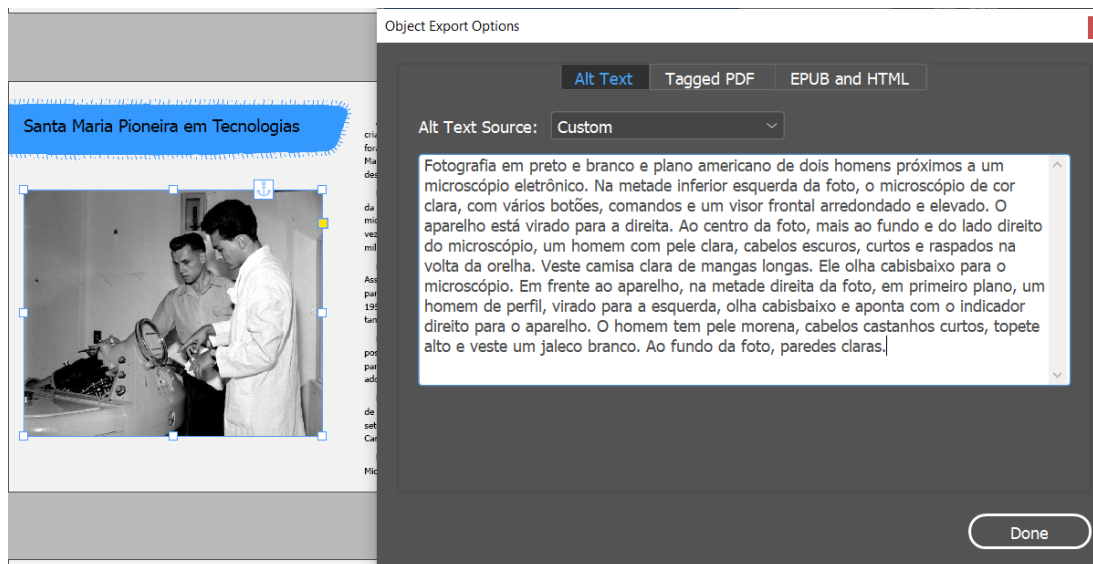 Object Export Options
Alt Text
Tagged PDF
EPUB and HTML
Alt Text Source:
Custom
Fotografia em preto e branco e plano americano de dois homens próximos a um
microscópio eletrônico. Na metade inferior esquerda da foto, o microscópio de cor
clara, com vários botões, comandos e um visor frontal arredondado e elevado. O
aparelho está virado para a direita. Ao centro da foto, mais ao fundo e do lado direito
do microscópio, um homem com pele clara, cabelos escuros, curtos e raspados na
volta da orelha. Veste camisa clara de mangas longas. Ele olha cabisbaixo para o
microscópio. Em frente ao aparelho, na metade direita da foto, em primeiro plano, um
homem de perfil, virado para a esquerda, olha cabisbaixo e aponta com o indicador
direito para o aparelho. O homem tem pele morena, cabelos castanhos curtos, topete
alto e veste um jaleco branco. Ao fundo da foto, paredes claras.
Done
Santa Maria Pioneira em Tecnologias